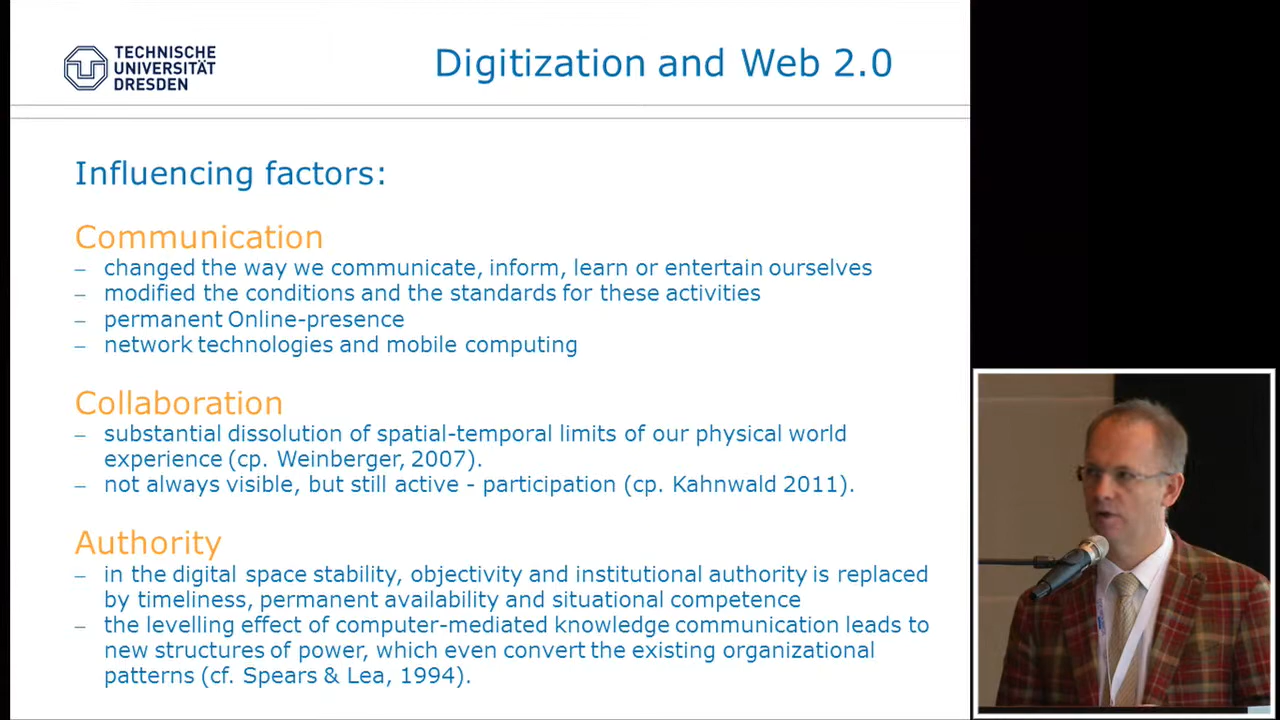 TECHNISCHE
UNIVERSITÄT
DRESDEN
Digitization and Web 2.0
Influencing factors:
Communication
– changed the way we communicate, inform, learn or entertain ourselves
– modified the conditions and the standards for these activities
– permanent Online-presence
– network technologies and mobile computing
Collaboration
– substantial dissolution of spatial-temporal limits of our physical world
experience (cp. Weinberger, 2007).
– not always visible, but still active - participation (cp. Kahnwald 2011).
Authority
– in the digital space stability, objectivity and institutional authority is replaced
by timeliness, permanent availability and situational competence
– the levelling effect of computer-mediated knowledge communication leads to
new structures of power, which even convert the existing organizational
patterns (cf. Spears & Lea, 1994).